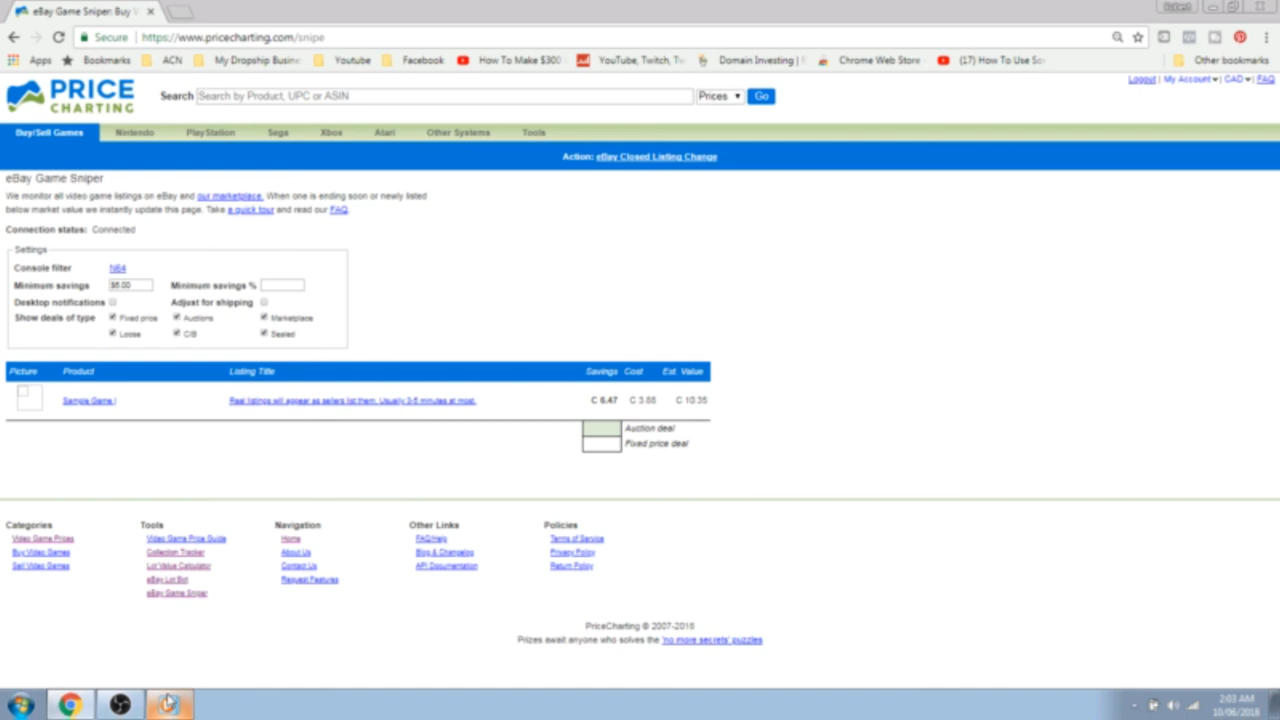 eBay Game Sniper: Buy V
Secure https://www.pricecharting.com/snipe
Apps Bookmarks ACN My Dropship Busine Youtube Facebook How To Make $300 YouTube, Twitch, Tv Domain Investing | Chrome Web Store (17) How To Use So Other bookmarks
Logout | My Account | CAD | FAQ
PRICE CHARTING
Search Search by Product, UPC or ASIN Prices Go
Buy/Sell Games Nintendo PlayStation Sega Xbox Atari Other Systems Tools
Action: eBay Closed Listing Change
eBay Game Sniper
We monitor all video game listings on eBay and our marketplace. When one is ending soon or newly listed
below market value we instantly update this page. Take a quick tour and read our FAQ.
Connection status: Connected
Settings
Console filter N64
Minimum savings $5.00 Minimum savings %
Desktop notifications Adjust for shipping
Show deals of type Fixed price Auctions Marketplace
Loose CIB Sealed
Picture Product Listing Title Savings Cost Est. Value
Sample Game ! Real listings will appear as sellers list them. Usually 3-5 minutes at most. C 6.47 C 3.88 C 10.35
Auction deal
Fixed price deal
Categories Tools Navigation Other Links Policies
Video Game Prices Video Game Price Guide Home FAQ/Help Terms of Service
Buy Video Games Collection Tracker About Us Blog & Changelog Privacy Policy
Sell Video Games Lot Value Calculator Contact Us API Documentation Return Policy
eBay Lot Bot Request Features
eBay Game Sniper
PriceCharting © 2007-2018
Prizes await anyone who solves the 'no more secrets' puzzles
2:03 AM
10/06/2018